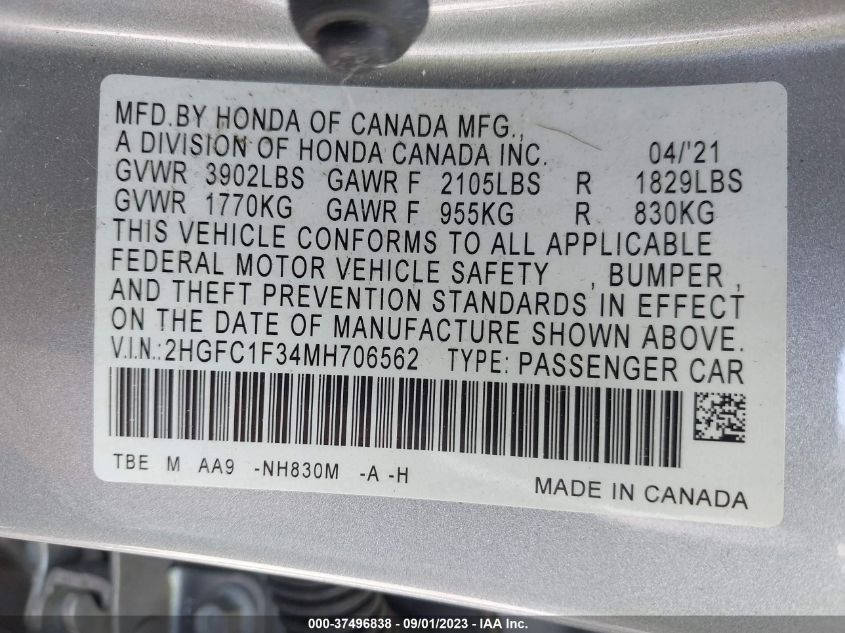 MFD.BY HONDA OF CANADA MFG.,
A DIVISION OF HONDA CANADA INC. 04/'21
GVWR 3902LBS GAWR F 2105LBS R 1829LBS
GVWR 1770KG GAWR F 955KG R 830KG
THIS VEHICLE CONFORMS TO ALL APPLICABLE
FEDERAL MOTOR VEHICLE SAFETY , BUMPER ,
AND THEFT PREVENTION STANDARDS IN EFFECT
ON THE DATE OF MANUFACTURE SHOWN ABOVE.
V.I.N.:2HGFC1F34MH706562 TYPE: PASSENGER CAR
TBE M AA9 -NH830M -A -H
MADE IN CANADA
000-37496838 - 09/01/2023 - IAA Inc.